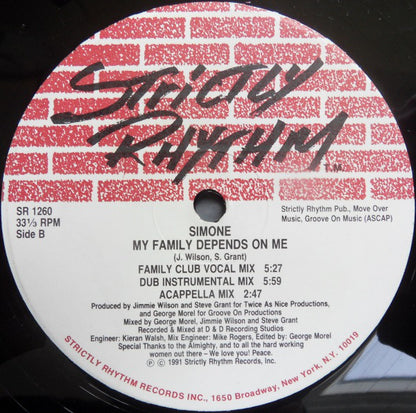 STRICTLY
RHYTHM
T.M.
SR 1260
33⅓ RPM
Side B
Strictly Rhythm Pub., Move Over
Music, Groove On Music (ASCAP)
SIMONE
MY FAMILY DEPENDS ON ME
(J. Wilson, S. Grant)
FAMILY CLUB VOCAL MIX 5:27
DUB INSTRUMENTAL MIX 5:59
ACAPPELLA MIX 2:47
Produced by Jimmie Wilson and Steve Grant for Twice As Nice Productions,
and George Morel for Groove On Productions
Mixed by George Morel, Jimmie Wilson and Steve Grant
Recorded & Mixed at D & D Recording Studios
Engineer: Kieran Walsh, Mix Engineer: Mike Rogers, Edited by: George Morel
Special Thanks to the Almighty, and to all the hard working
women out there – We love you! Peace.
℗ © 1991 Strictly Rhythm Records, Inc.
STRICTLY RHYTHM RECORDS INC., 1650 Broadway, New York, N.Y. 10019